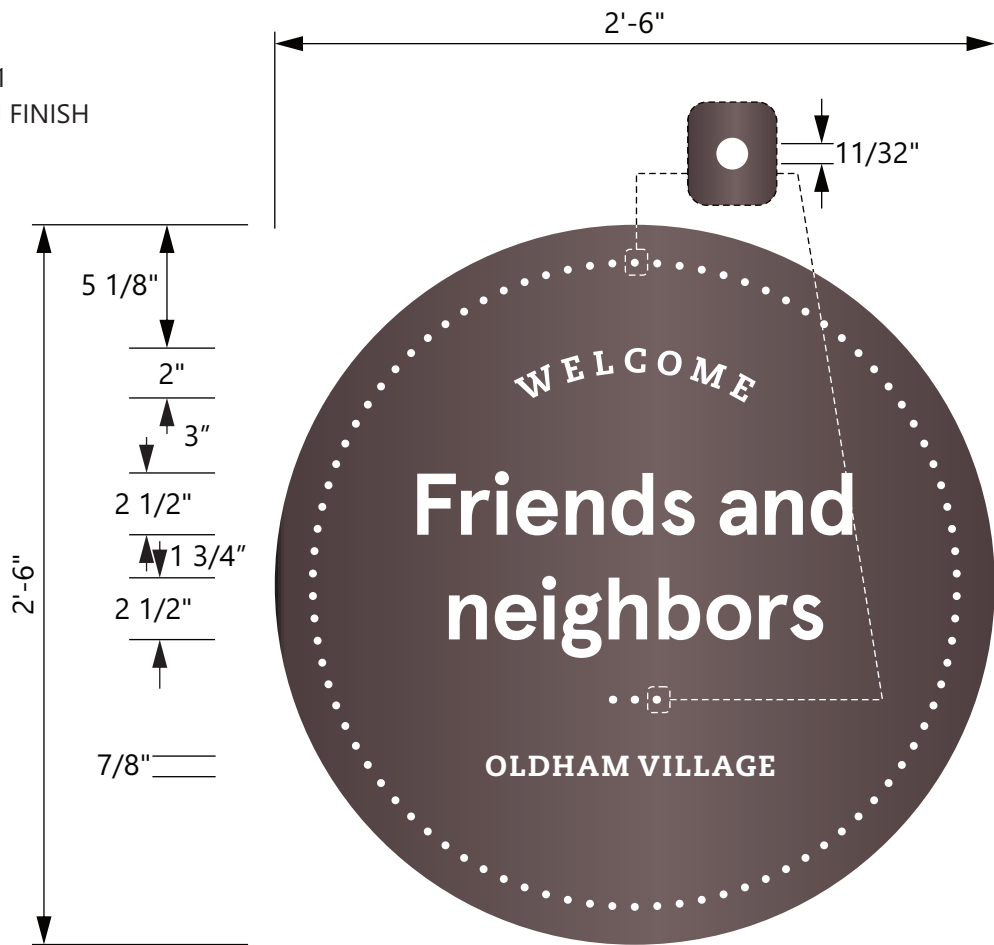 2'-6"
1
FINISH
11/32"
5 1/8"
2"
3”
2 1/2"
1 3/4”
2 1/2"
2'-6"
7/8"
WELCOME
Friends and
neighbors
OLDHAM VILLAGE